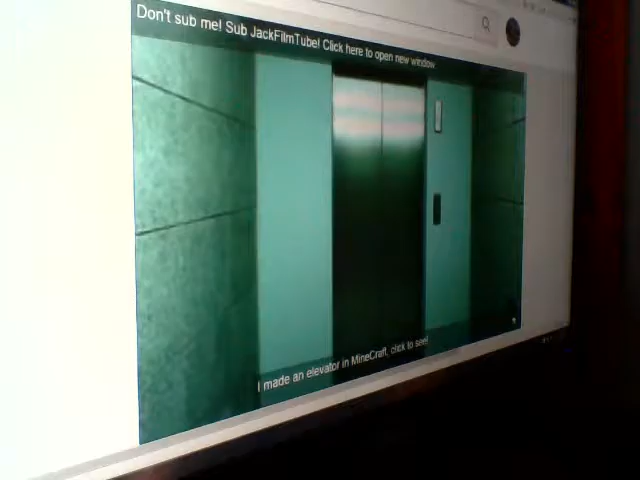 Don't sub me! Sub JackFilmTube! Click here to open new window.
I made an elevator in MineCraft, click to see!